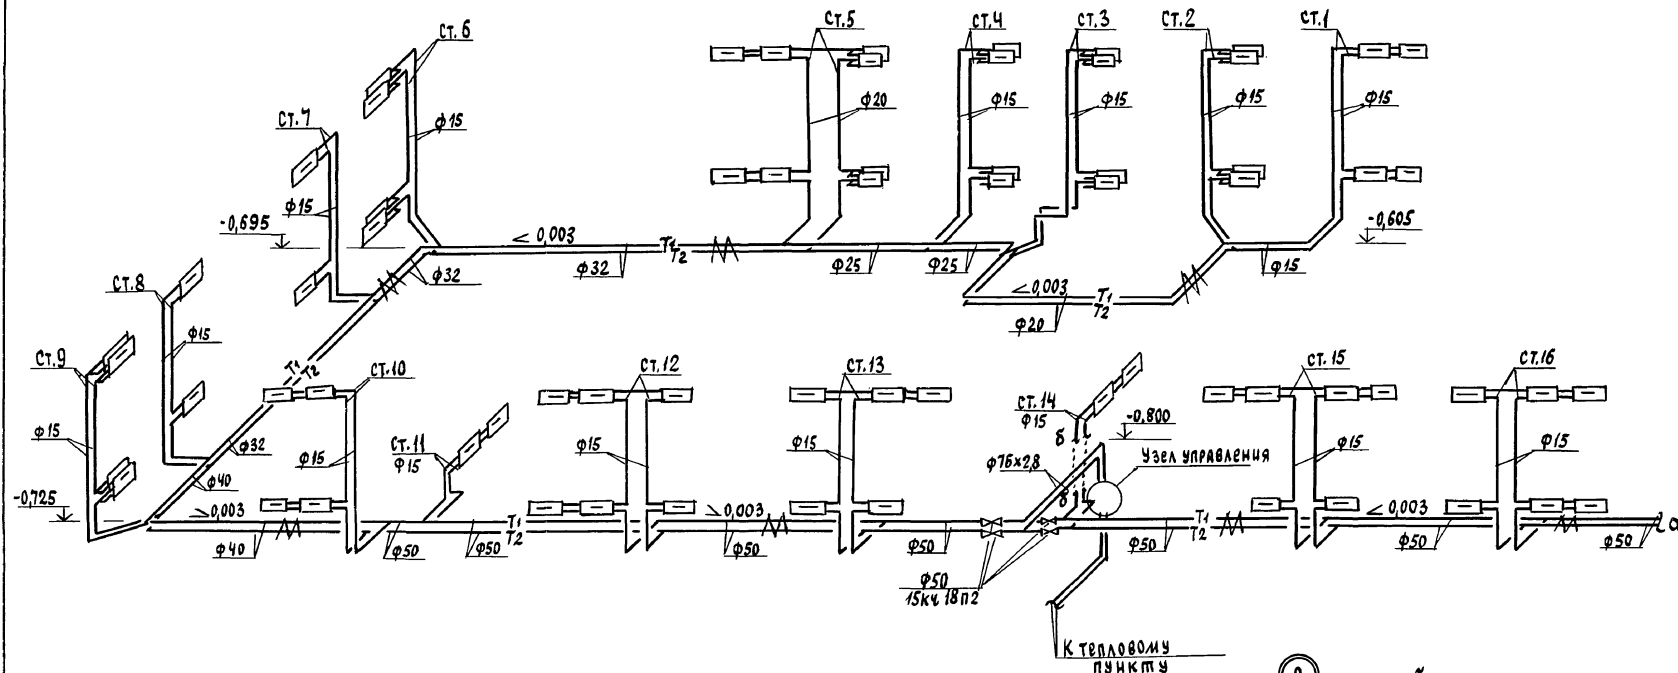 Ст.6
Ст.5
Ст.4
Ст.3
Ст.2
Ст.1
Ст.7
ф15
ф20
ф15
ф15
ф15
ф15
ф15
-0,695
-0,605
< 0,003
Т1
Т2
ф32
ф32
ф25
ф25
ф15
< 0,003
Т1
Т2
ф20
Ст.8
ф15
Ст.9
ф15
Т1
Т2
ф32
ф40
-0,725
Ст.10
ф15
Ст.11
ф15
Ст.12
ф15
Ст.13
ф15
Ст.14
ф15
-0,800
б
б
ф76х2,8
Узел управления
Ст.15
ф15
Ст.16
ф15
> 0,003
ф40
ф50
ф50
Т1
Т2
> 0,003
ф50
ф50
ф50
15кч 18п2
ф50
Т1
Т2
< 0,003
ф50
ф50
а
К тепловому
пункту